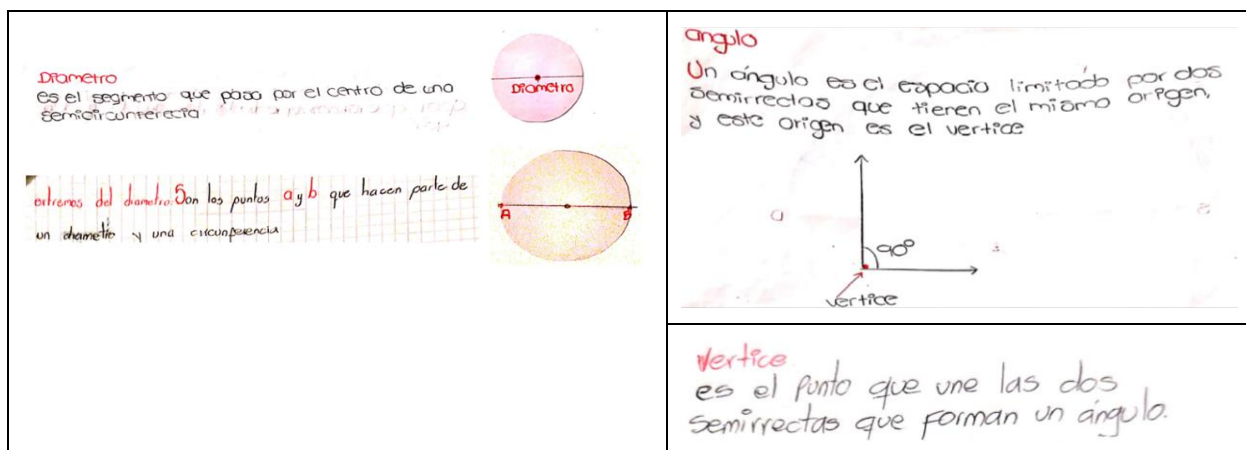 Diametro
es el segmento que pasa por el centro de una
semicircunferecia
Diametro
extremos del diametro: Son los puntos a y b que hacen parte de
un diametro y una circunferencia
A
B
angulo
Un ángulo es el espacio limitado por dos
semirrectas que tieren el mismo origen,
y este origen es el vertice
90°
vertice
Vertice
es el punto que une las dos
semirrectas que forman un ángulo.